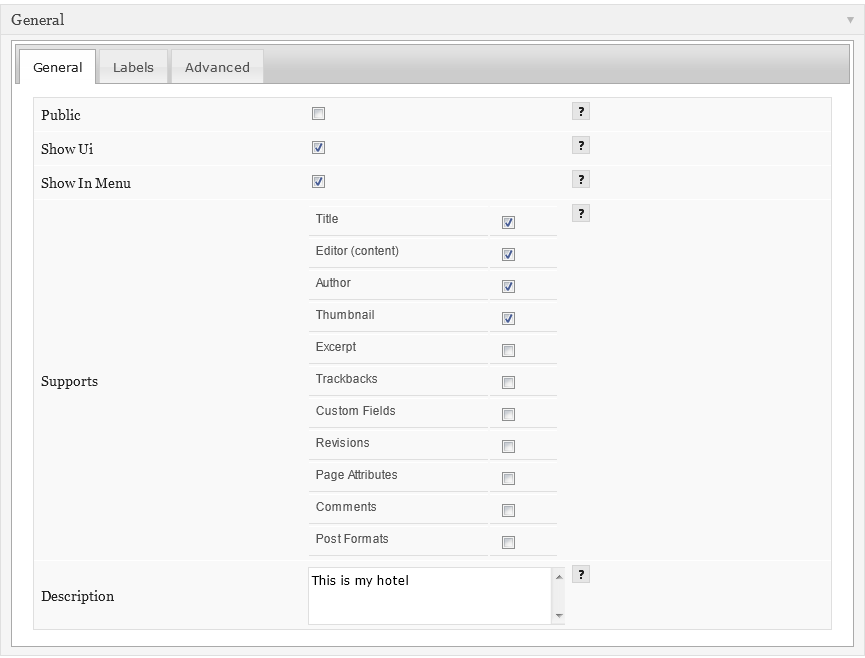 General
General Labels Advanced
Public ?
Show Ui ?
Show In Menu ?
Supports ?
Title
Editor (content)
Author
Thumbnail
Excerpt
Trackbacks
Custom Fields
Revisions
Page Attributes
Comments
Post Formats
Description This is my hotel ?